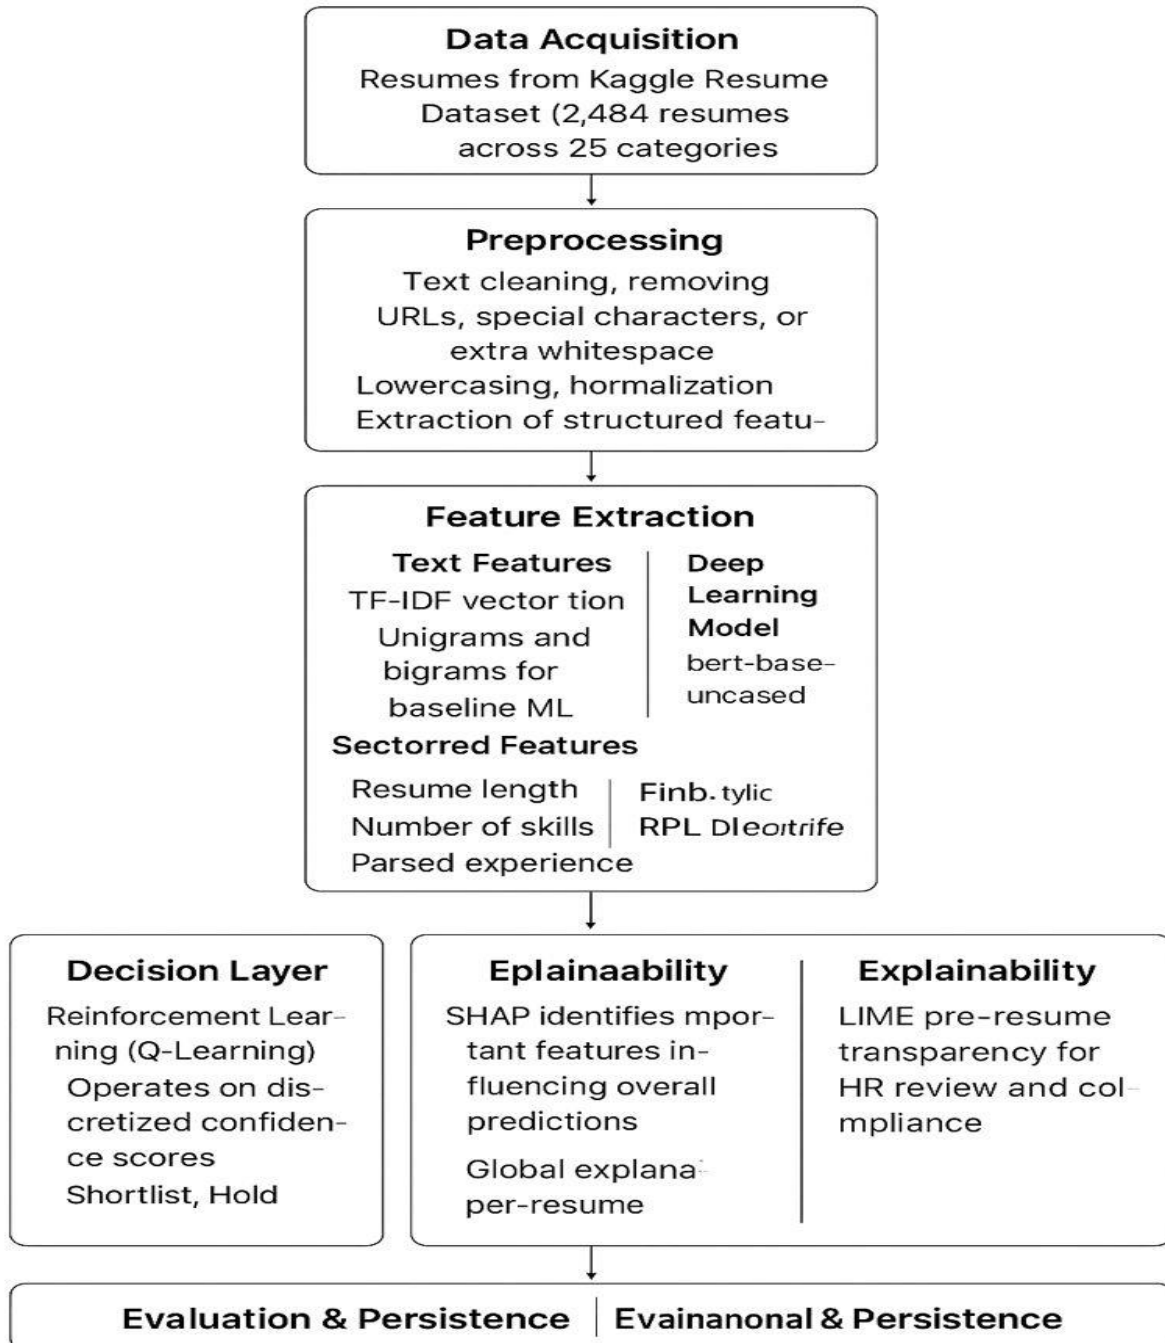 Data Acquisition
Resumes from Kaggle Resume
Dataset (2,484 resumes
across 25 categories
Preprocessing
Text cleaning, removing
URLs, special characters, or
extra whitespace
Lowercasing, hormalization
Extraction of structured featu-
Feature Extraction
Text Features
TF-IDF vector tion
Unigrams and
bigrams for
baseline ML
Deep
Learning
Model
bert-base-
uncased
Sectorred Features
Resume length
Number of skills
Parsed experience
Finb. tylic
RPL
Decision Layer
Reinforcement Lear-
ning (Q-Learning)
Operates on dis-
cretized confiden-
ce scores
Shortlist, Hold
Eplainaability
SHAP identifies mpor-
tant features in-
fluencing overall
predictions
Global explana
per-resume
Explainability
LIME pre-resume
transparency for
HR review and col-
mpliance
Evaluation & Persistence
Evainanonal & Persistence